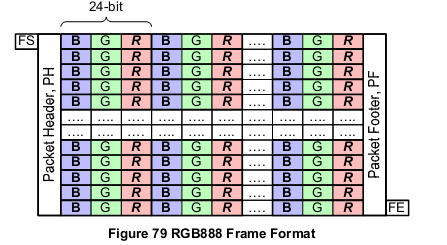 24-bit
FS
Packet Header, PH
B G R B G R .... B G R
B G R B G R .... B G R
B G R B G R .... B G R
B G R B G R .... B G R
B G R B G R .... B G R
.... .... .... .... .... .... .... .... .... ....
.... .... .... .... .... .... .... .... .... ....
B G R B G R .... B G R
B G R B G R .... B G R
B G R B G R .... B G R
B G R B G R .... B G R
B G R B G R .... B G R
Packet Footer, PF
FE
Figure 79 RGB888 Frame Format